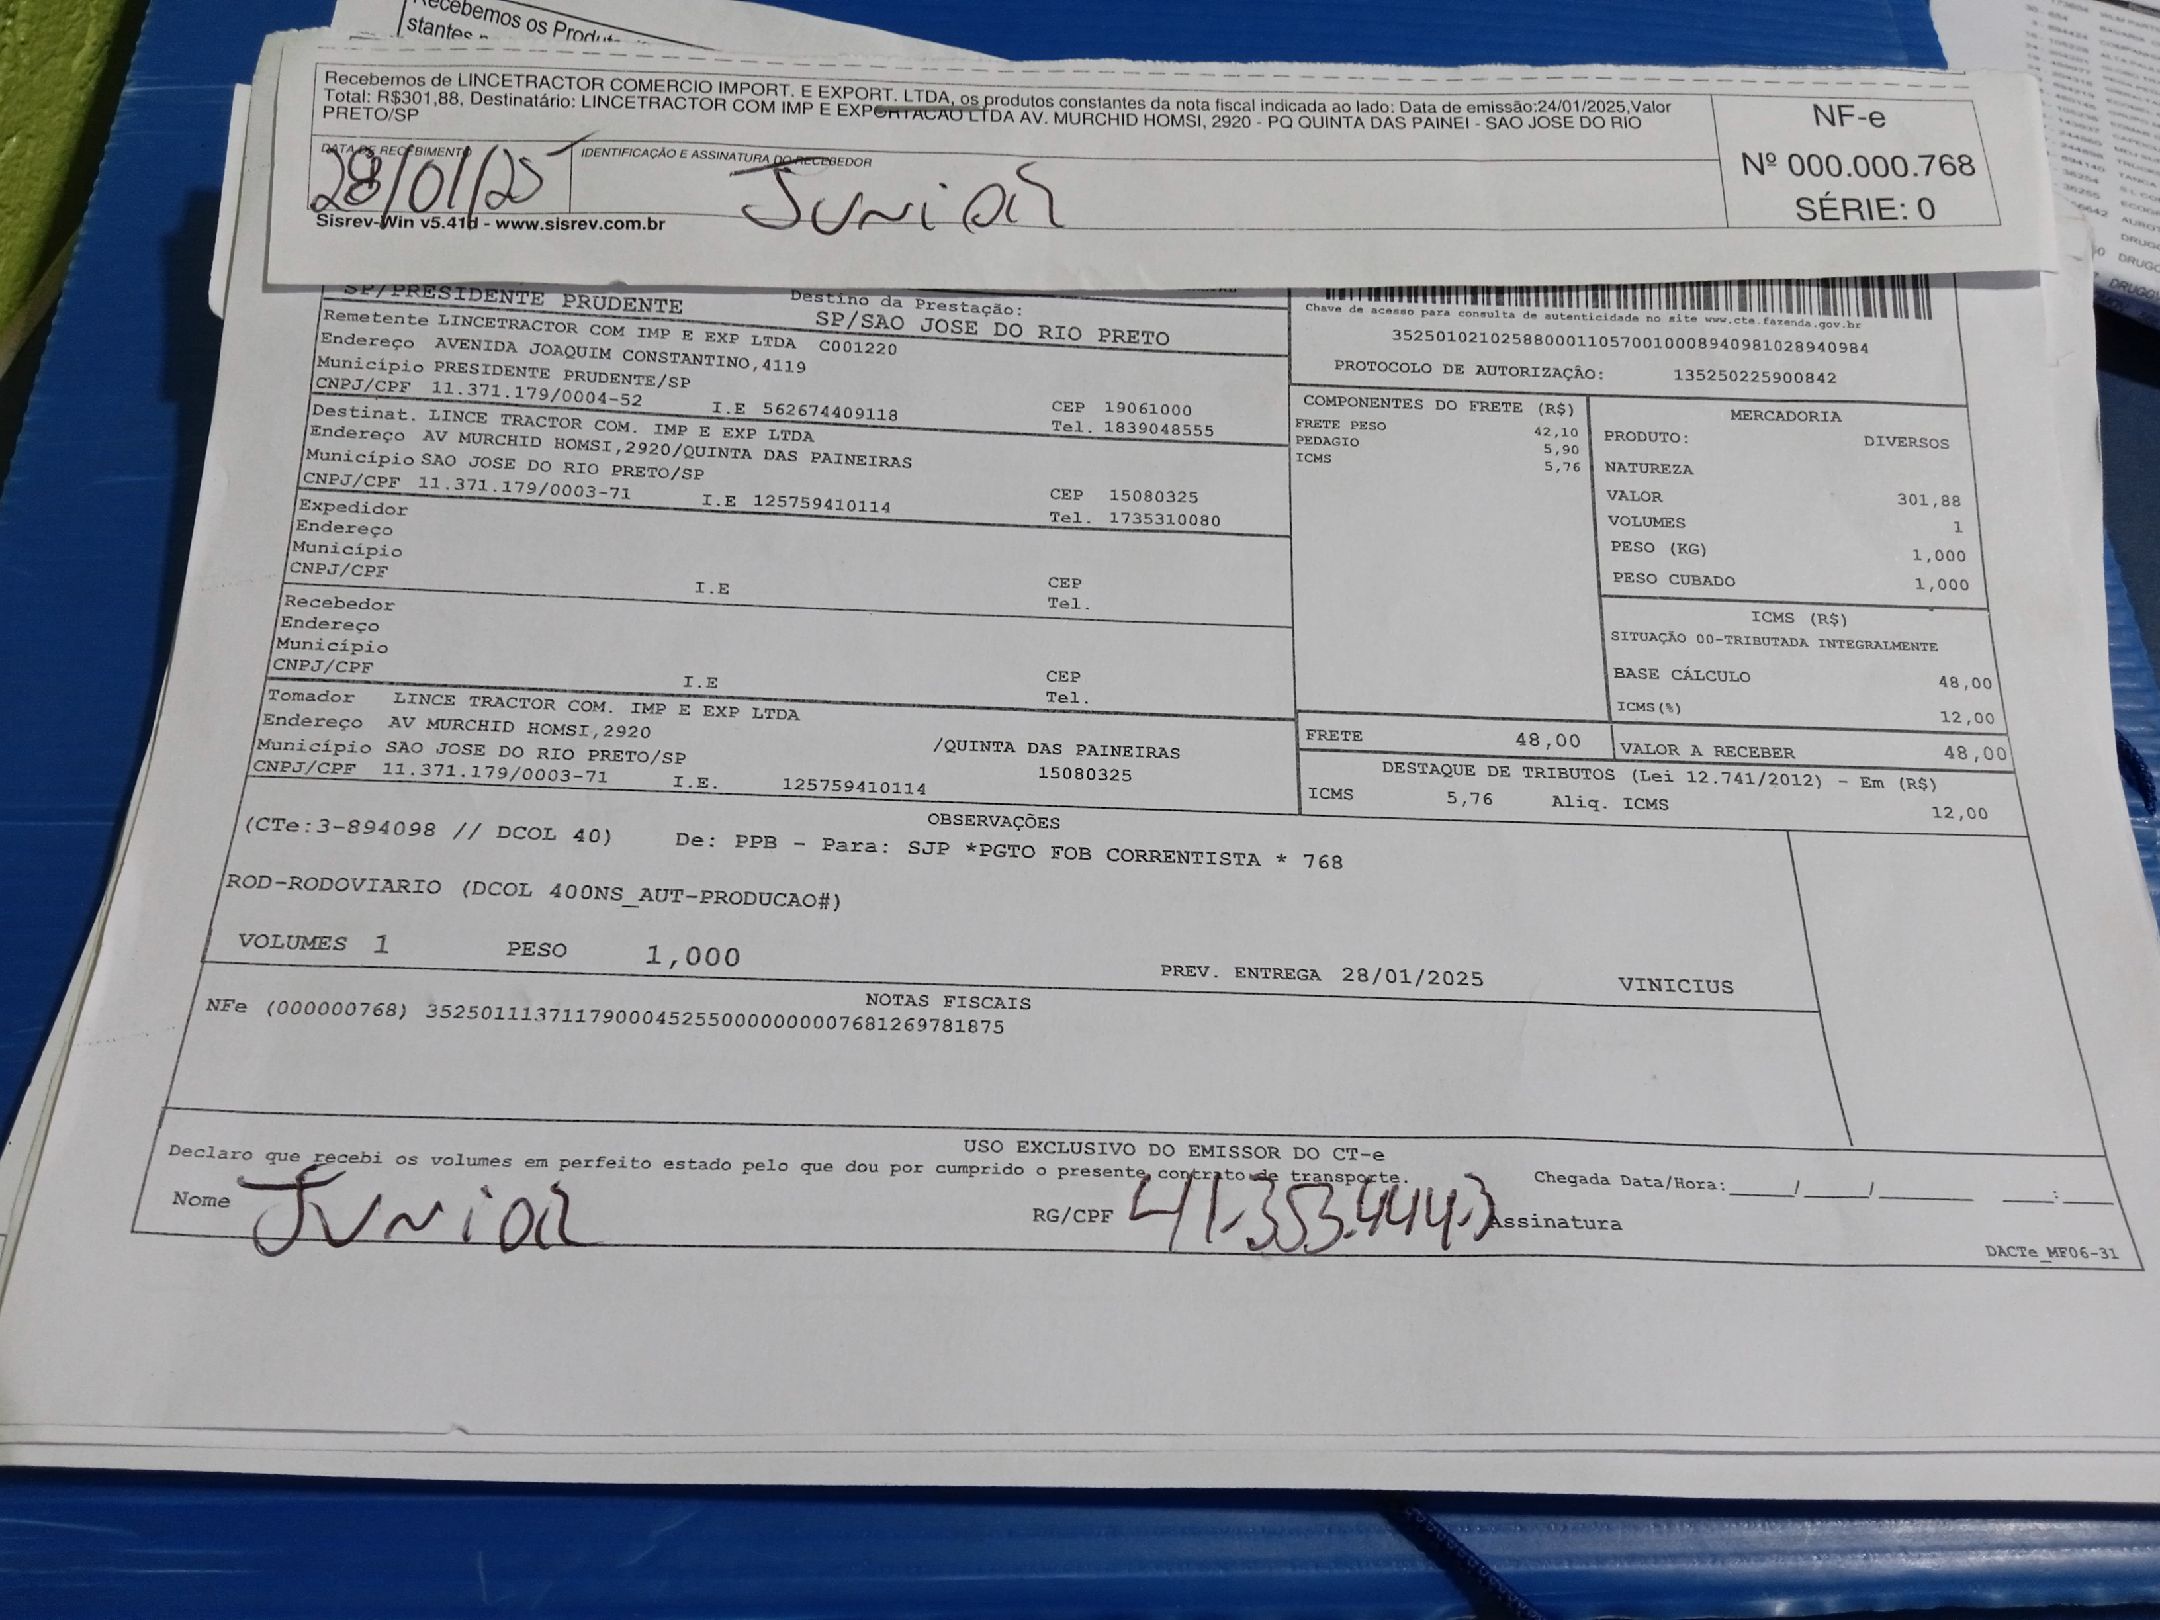 Recebemos os Produ
stantes
Recebemos de LINCETRACTOR COMERCIO IMPORT. E EXPORT. LTDA, os produtos constantes da nota fiscal indicada ao lado: Data de emissão:24/01/2025,Valor
Total: R$301,88, Destinatário: LINCETRACTOR COM IMP E EXPORTACAO LTDA AV. MURCHID HOMSI, 2920 - PQ QUINTA DAS PAINEI - SAO JOSE DO RIO
PRETO/SP
NF-e
Nº 000.000.768
SÉRIE: 0
DATA DE RECEBIMENTO
28/01/25
IDENTIFICAÇÃO E ASSINATURA DO RECEBEDOR
Junior
Sisrev-Win v5.41d - www.sisrev.com.br
SP/PRESIDENTE PRUDENTE
Destino da Prestação:
SP/SAO JOSE DO RIO PRETO
Remetente LINCETRACTOR COM IMP E EXP LTDA C001220
Endereço AVENIDA JOAQUIM CONSTANTINO,4119
Município PRESIDENTE PRUDENTE/SP
CNPJ/CPF 11.371.179/0004-52 I.E 562674409118
CEP 19061000
Tel. 1839048555
Destinat. LINCE TRACTOR COM. IMP E EXP LTDA
Endereço AV MURCHID HOMSI,2920/QUINTA DAS PAINEIRAS
Município SAO JOSE DO RIO PRETO/SP
CNPJ/CPF 11.371.179/0003-71 I.E 125759410114
CEP 15080325
Tel. 1735310080
Expedidor
Endereço
Município
CNPJ/CPF I.E
CEP
Tel.
Recebedor
Endereço
Município
CNPJ/CPF I.E
CEP
Tel.
Tomador LINCE TRACTOR COM. IMP E EXP LTDA
Endereço AV MURCHID HOMSI,2920 /QUINTA DAS PAINEIRAS
Município SAO JOSE DO RIO PRETO/SP 15080325
CNPJ/CPF 11.371.179/0003-71 I.E. 125759410114
Chave de acesso para consulta de autenticidade no site www.cte.fazenda.gov.br
35250102102588000110570010008940981028940984
PROTOCOLO DE AUTORIZAÇÃO: 135250225900842
COMPONENTES DO FRETE (R$)
FRETE PESO 42,10
PEDAGIO 5,90
ICMS 5,76
MERCADORIA
PRODUTO: DIVERSOS
NATUREZA
VALOR 301,88
VOLUMES 1
PESO (KG) 1,000
PESO CUBADO 1,000
ICMS (R$)
SITUAÇÃO 00-TRIBUTADA INTEGRALMENTE
BASE CÁLCULO 48,00
ICMS(%) 12,00
FRETE 48,00
VALOR A RECEBER 48,00
DESTAQUE DE TRIBUTOS (Lei 12.741/2012) - Em (R$)
ICMS 5,76 Aliq. ICMS 12,00
OBSERVAÇÕES
(CTe:3-894098 // DCOL 40) De: PPB - Para: SJP *PGTO FOB CORRENTISTA * 768
ROD-RODOVIARIO (DCOL 400NS_AUT-PRODUCAO#)
VOLUMES 1 PESO 1,000
PREV. ENTREGA 28/01/2025 VINICIUS
NOTAS FISCAIS
NFe (000000768) 35250111371179000452550000000007681269781875
USO EXCLUSIVO DO EMISSOR DO CT-e
Declaro que recebi os volumes em perfeito estado pelo que dou por cumprido o presente contrato de transporte.
Chegada Data/Hora:_____/_____/________ ____:____
Nome Junior RG/CPF 41.353.444-3 Assinatura
DACTe_MF06-31